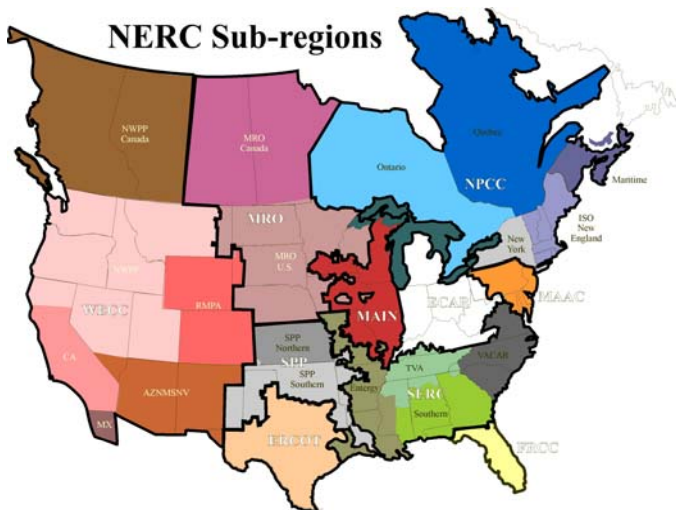 NERC Sub-regions
NWPP
Canada
MRO
Canada
Québec
Ontario
NPCC
Maritime
ISO
New
England
New
York
MRO
MRO
U.S.
NWPP
WECC
RMPA
MAIN
ECAR
MAAC
CA
AZNMSNV
MX
SPP
Northern
SPP
SPP
Southern
Entergy
TVA
VACAR
SERC
Southern
ERCOT
FRCC